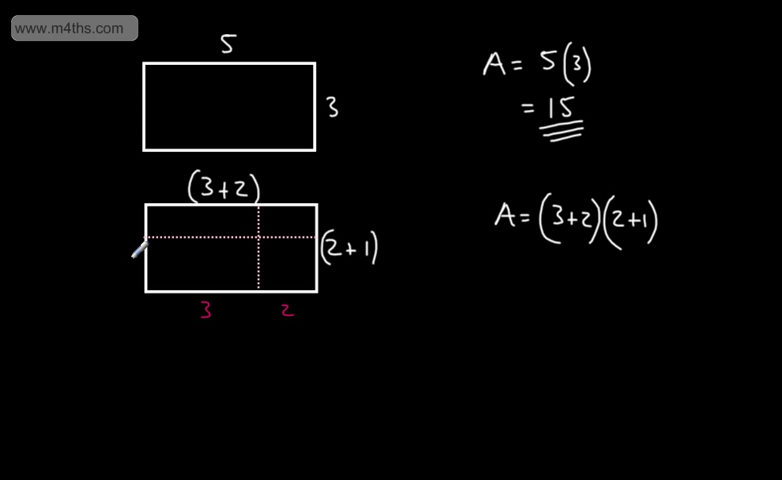 www.m4ths.com
5
3
A = 5(3)
= 15
(3+2)
(2+1)
3 2
A = (3+2)(2+1)